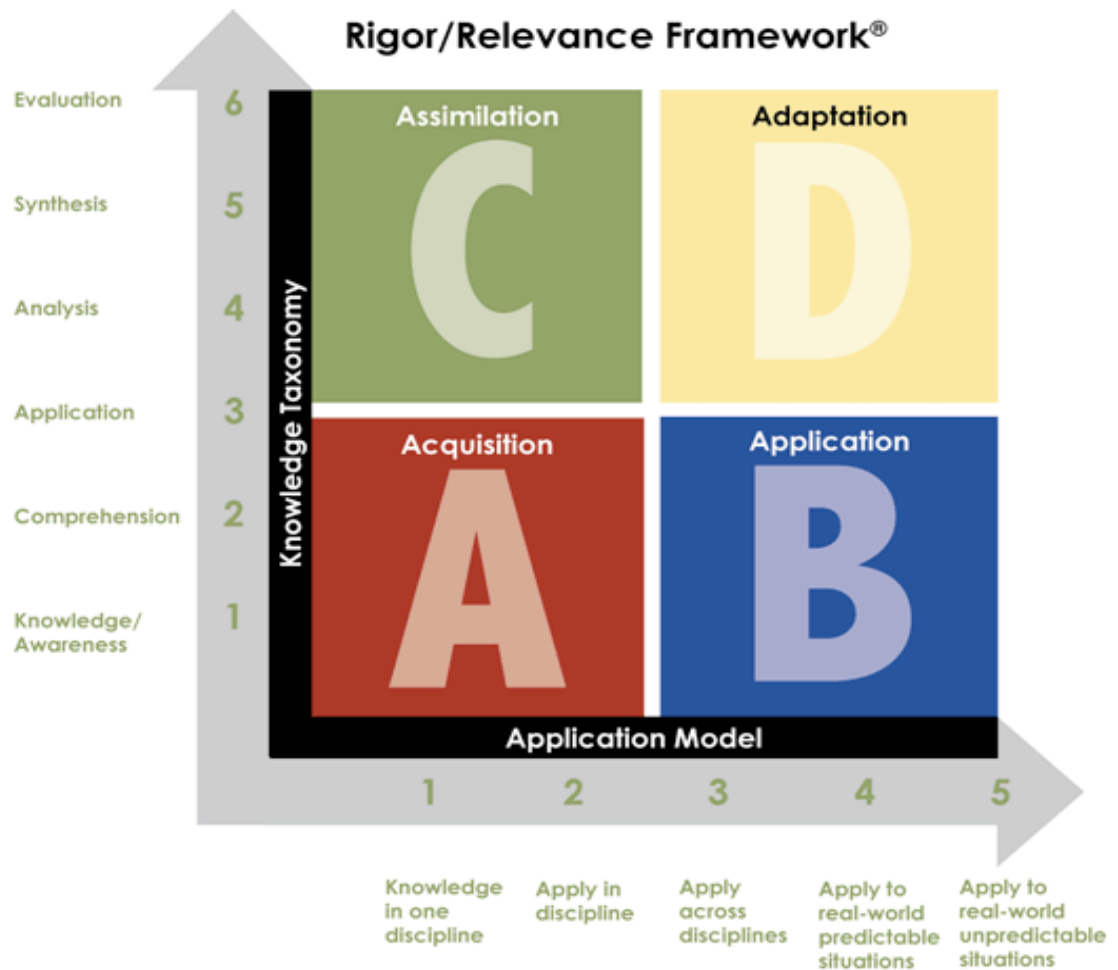 Rigor/Relevance Framework®
Evaluation
6
Synthesis
5
Analysis
4
Application
3
Comprehension
2
Knowledge/
Awareness
1
Knowledge Taxonomy
Assimilation
C
Adaptation
D
Acquisition
A
Application
B
Application Model
1
2
3
4
5
Knowledge
in one
discipline
Apply in
discipline
Apply
across
disciplines
Apply to
real-world
predictable
situations
Apply to
real-world
unpredictable
situations